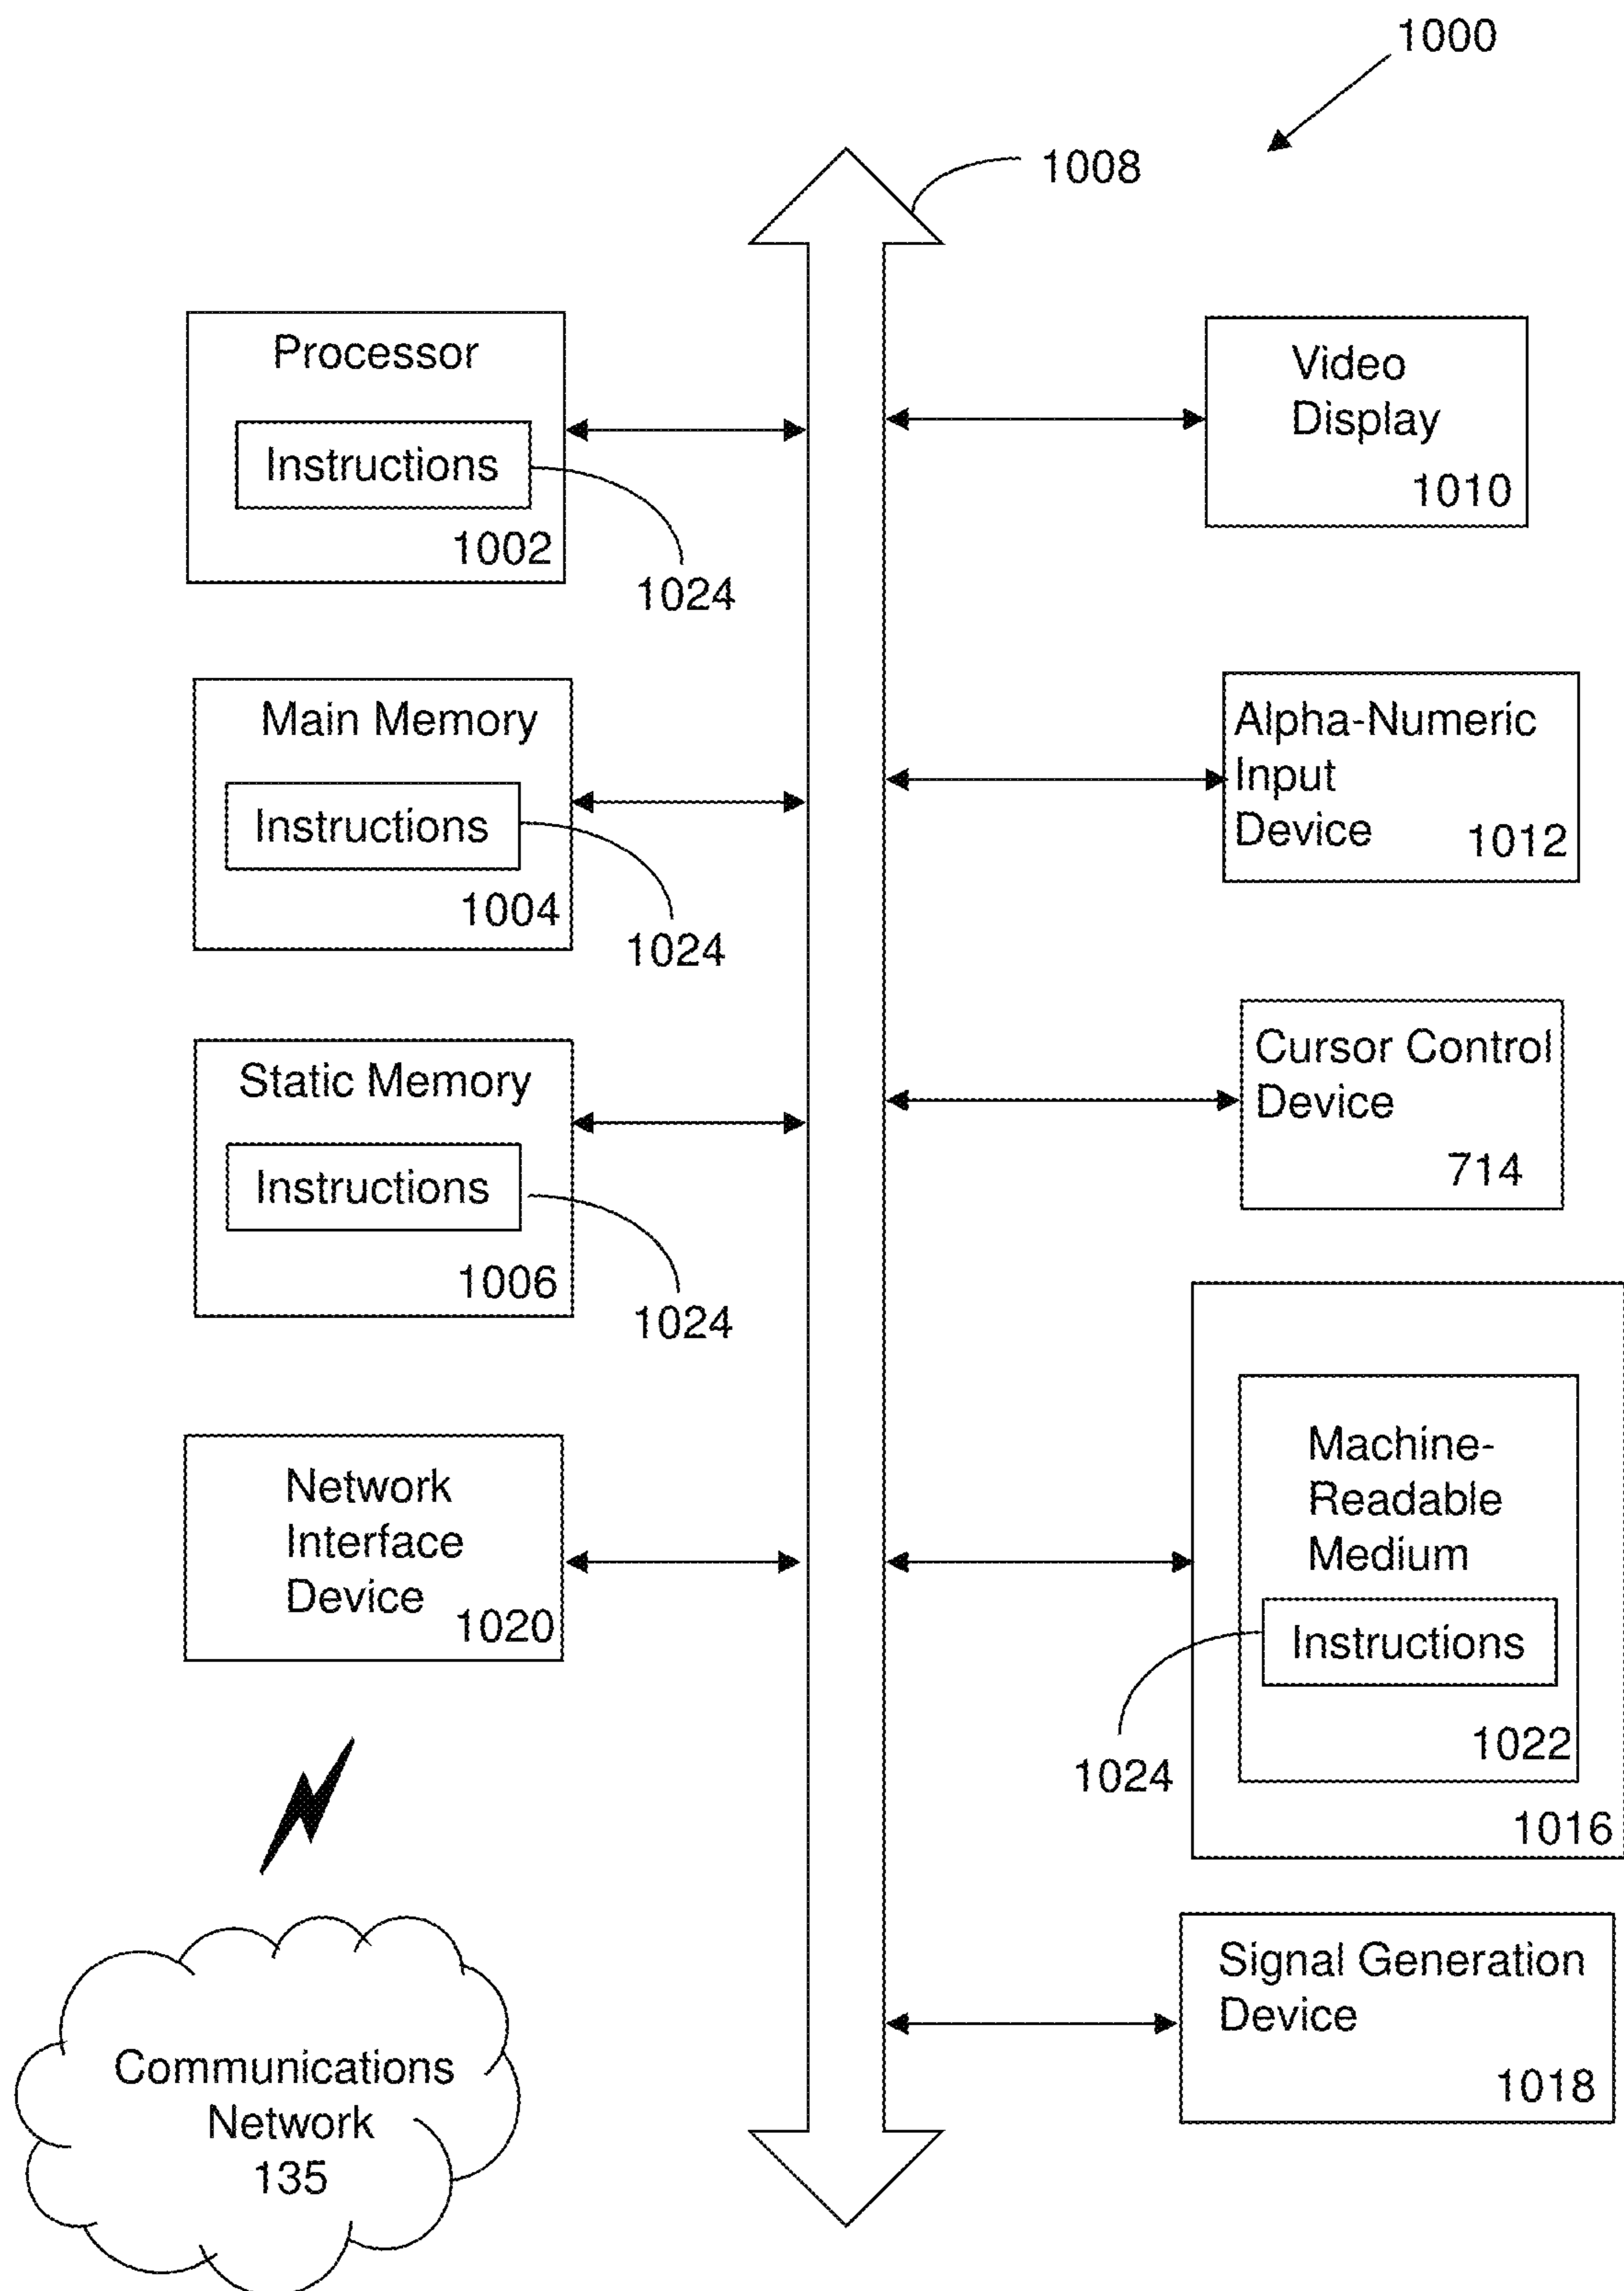 1000
1008
Processor
Instructions
1002
1024
Main Memory
Instructions
1004
1024
Static Memory
Instructions
1006
1024
Network
Interface
Device
1020
Communications
Network
135
Video
Display
1010
Alpha-Numeric
Input
Device
1012
Cursor Control
Device
714
Machine-
Readable
Medium
Instructions
1022
1024
1016
Signal Generation
Device
1018